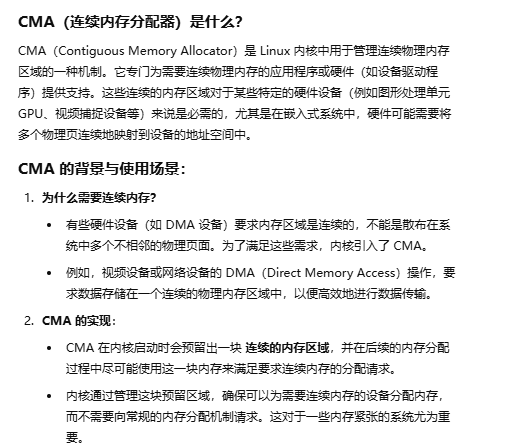 CMA（连续内存分配器）是什么？
CMA（Contiguous Memory Allocator）是 Linux 内核中用于管理连续物理内存
区域的一种机制。它专门为需要连续物理内存的应用程序或硬件（如设备驱动程
序）提供支持。这些连续的内存区域对于某些特定的硬件设备（例如图形处理单元
GPU、视频捕捉设备等）来说是必需的，尤其是在嵌入式系统中，硬件可能需要将
多个物理页连续地映射到设备的地址空间中。
CMA 的背景与使用场景：
1. 为什么需要连续内存？
• 有些硬件设备（如 DMA 设备）要求内存区域是连续的，不能是散布在系
统中多个不相邻的物理页面。为了满足这些需求，内核引入了 CMA。
• 例如，视频设备或网络设备的 DMA（Direct Memory Access）操作，要
求数据存储在一个连续的物理内存区域中，以便高效地进行数据传输。
2. CMA 的实现：
• CMA 在内核启动时会预留出一块 连续的内存区域，并在后续的内存分配
过程中尽可能使用这一块内存来满足要求连续内存的分配请求。
• 内核通过管理这块预留区域，确保可以为需要连续内存的设备分配内存，
而不需要向常规的内存分配机制请求。这对于一些内存紧张的系统尤为重
要。